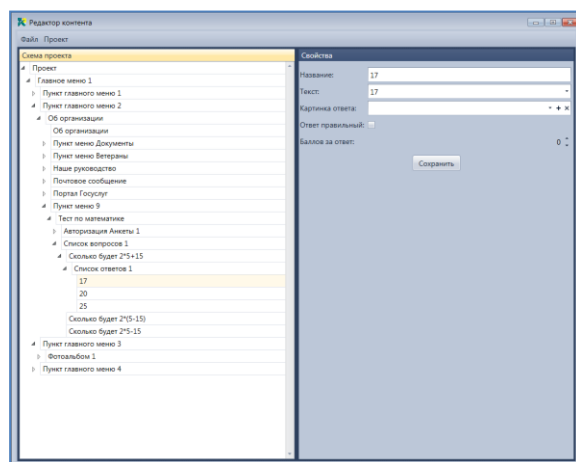 Редактор контента
Файл Проект
Схема проекта
Проект
Главное меню 1
Пункт главного меню 1
Пункт главного меню 2
Об организации
Об организации
Пункт меню Документы
Пункт меню Ветераны
Наше руководство
Почтовое сообщение
Портал Госуслуг
Пункт меню 9
Тест по математике
Авторизация Анкеты 1
Список вопросов 1
Сколько будет 2*5+15
Список ответов 1
17
20
25
Сколько будет 2*(5-15)
Сколько будет 2*5-15
Пункт главного меню 3
Фотоальбом 1
Пункт главного меню 4
Свойства
Название: 17
Текст: 17
Картинка ответа:
Ответ правильный:
Баллов за ответ: 0
Сохранить